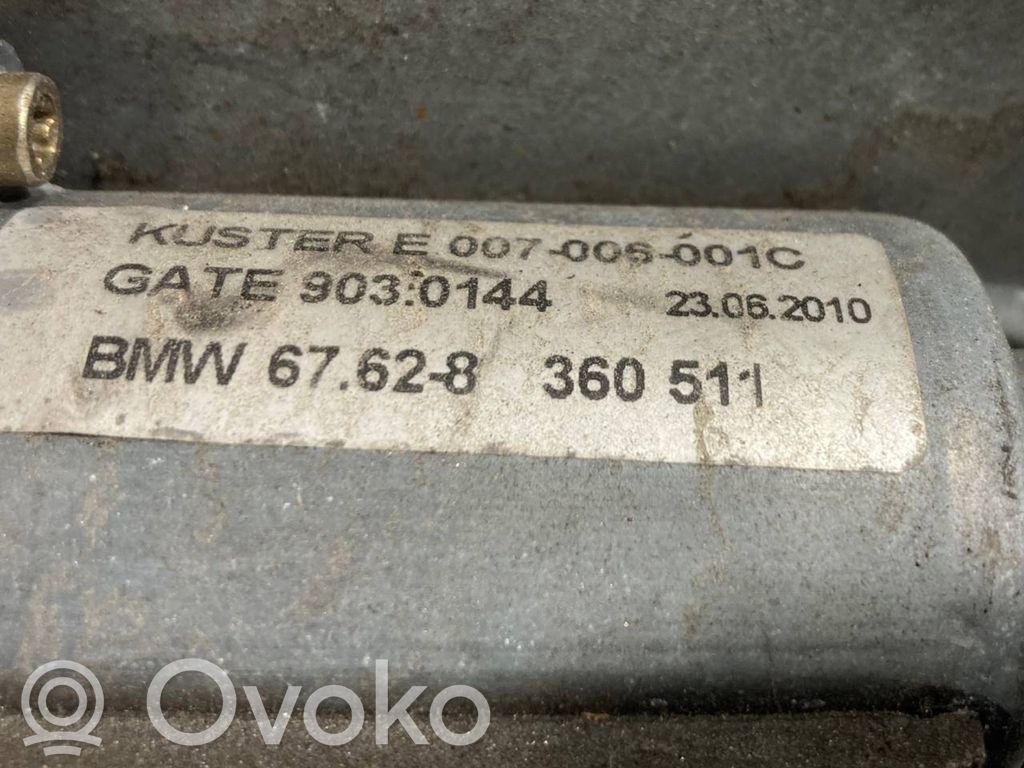 KUSTER E 007-006-001C
GATE 903.0144 23.06.2010
BMW 67.62-8 360 511
Ovoko